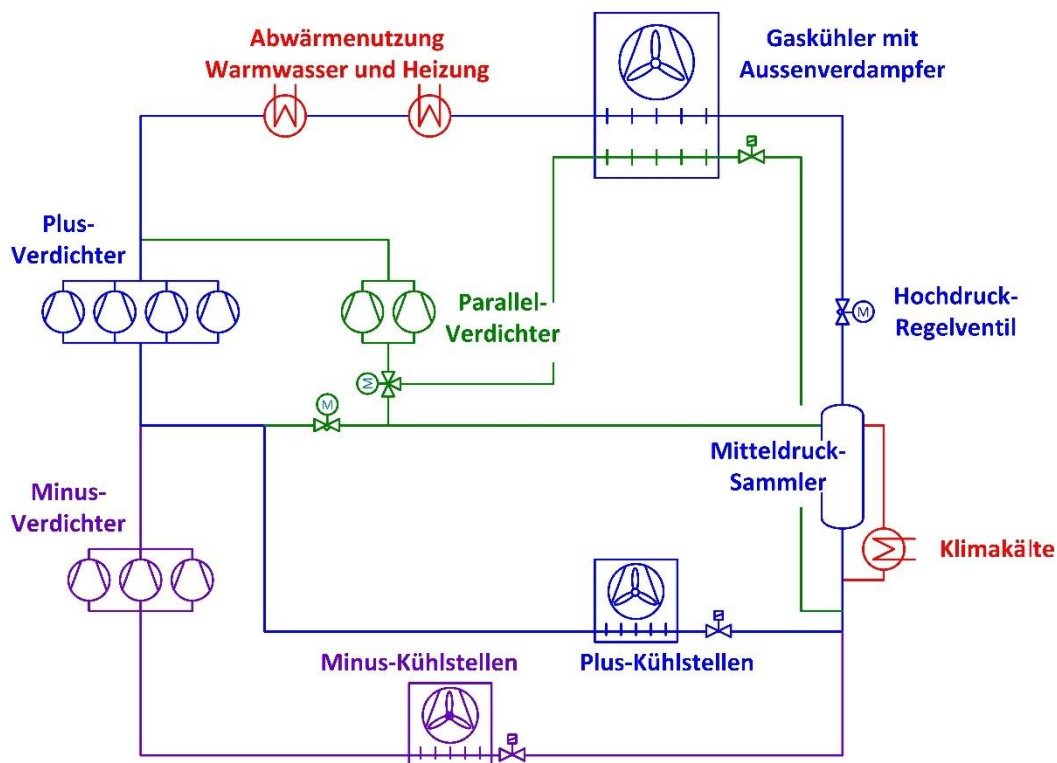 Abwärmenutzung
Warmwasser und Heizung
Gaskühler mit
Aussenverdampfer
Plus-
Verdichter
Parallel-
Verdichter
Hochdruck-
Regelventil
M
M
M
Mitteldruck-
Sammler
Minus-
Verdichter
Klimakälte
Minus-Kühlstellen
Plus-Kühlstellen